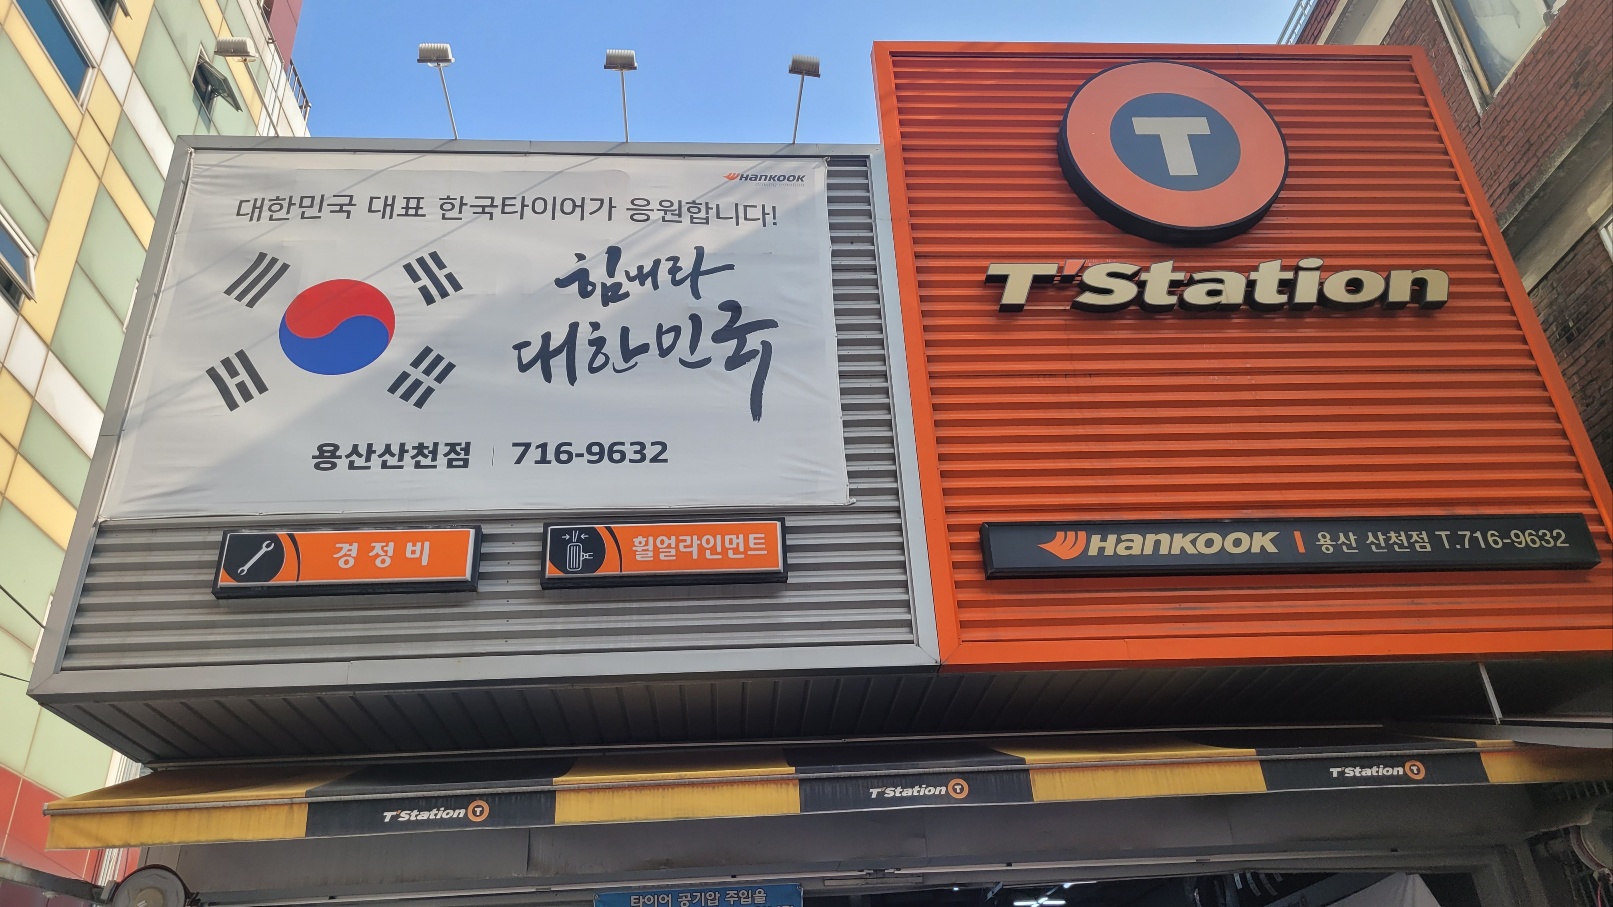 HANKOOK
대한민국 대표 한국타이어가 응원합니다!
힘내라
대한민국
용산산천점 | 716-9632
경정비
휠얼라인먼트
T
T'Station
HANKOOK | 용산 산천점 T.716-9632
T'Station T
T'Station T
T'Station T
타이어 공기압 주입을